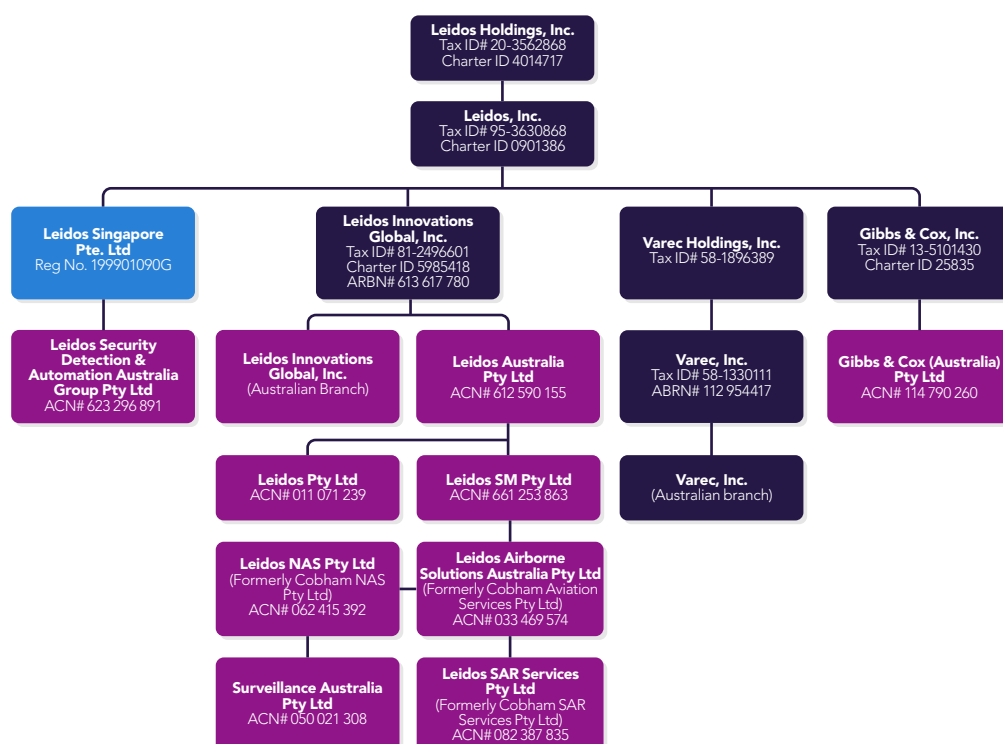 Leidos Holdings, Inc.
Tax ID# 20-3562868
Charter ID 4014717
Leidos, Inc.
Tax ID# 95-3630868
Charter ID 0901386
Leidos Singapore
Pte. Ltd
Reg No. 199901090G
Leidos Innovations
Global, Inc.
Tax ID# 81-2496601
Charter ID 5985418
ARBN# 613 617 780
Varec Holdings, Inc.
Tax ID# 58-1896389
Gibbs & Cox, Inc.
Tax ID# 13-5101430
Charter ID 25835
Leidos Security
Detection &
Automation Australia
Group Pty Ltd
ACN# 623 296 891
Leidos Innovations
Global, Inc.
(Australian Branch)
Leidos Australia
Pty Ltd
ACN# 612 590 155
Varec, Inc.
Tax ID# 58-1330111
ABRN# 112 954417
Gibbs & Cox (Australia)
Pty Ltd
ACN# 114 790 260
Leidos Pty Ltd
ACN# 011 071 239
Leidos SM Pty Ltd
ACN# 661 253 863
Varec, Inc.
(Australian branch)
Leidos NAS Pty Ltd
(Formerly Cobham NAS
Pty Ltd)
ACN# 062 415 392
Leidos Airborne
Solutions Australia Pty Ltd
(Formerly Cobham Aviation
Services Pty Ltd)
ACN# 033 469 574
Surveillance Australia
Pty Ltd
ACN# 050 021 308
Leidos SAR Services
Pty Ltd
(Formerly Cobham SAR
Services Pty Ltd)
ACN# 082 387 835